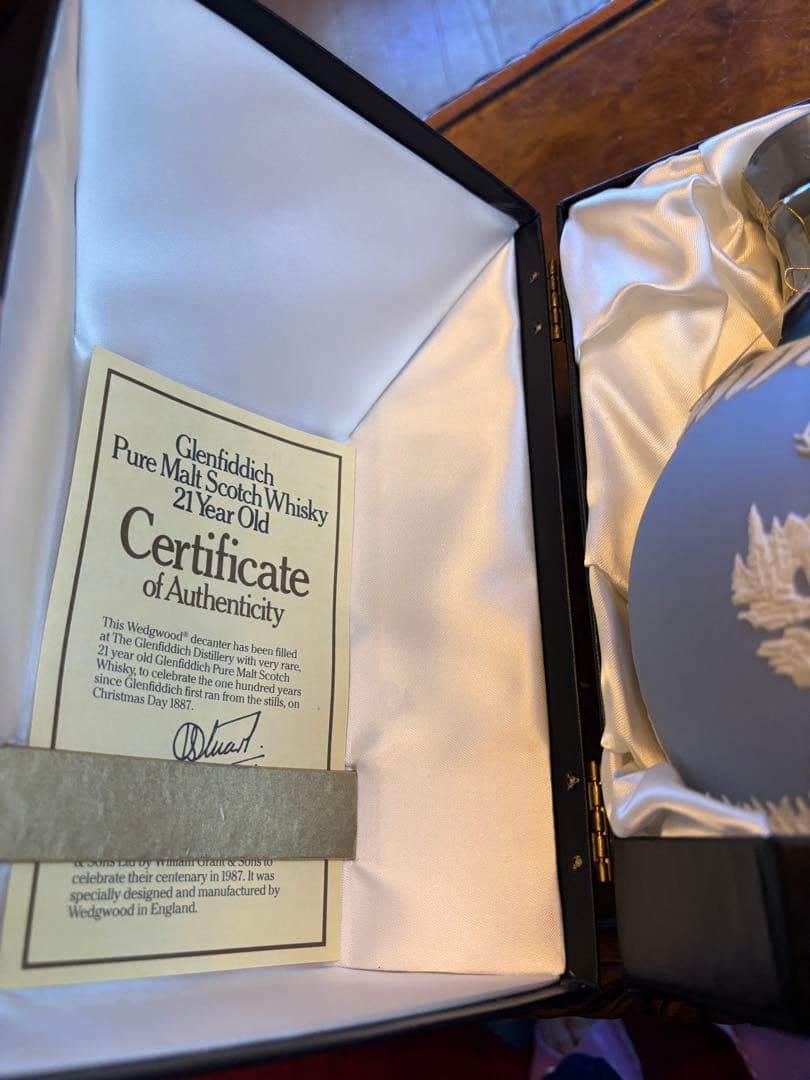 Glenfiddich
Pure Malt Scotch Whisky
21 Year Old
Certificate
of Authenticity
This Wedgwood® decanter has been filled
at The Glenfiddich Distillery with very rare,
21 year old Glenfiddich Pure Malt Scotch
Whisky, to celebrate the one hundred years
since Glenfiddich first ran from the stills, on
Christmas Day 1887.
& Sons Ltd by William Grant & Sons to
celebrate their centenary in 1987. It was
specially designed and manufactured by
Wedgwood in England.